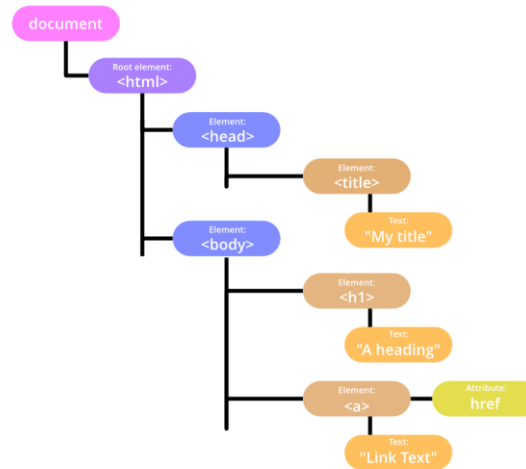 document
Root element:
<html>
Element:
<head>
Element:
<title>
Text:
"My title"
Element:
<body>
Element:
<h1>
Text:
"A heading"
Element:
<a>
Attribute:
href
Text:
"Link Text"